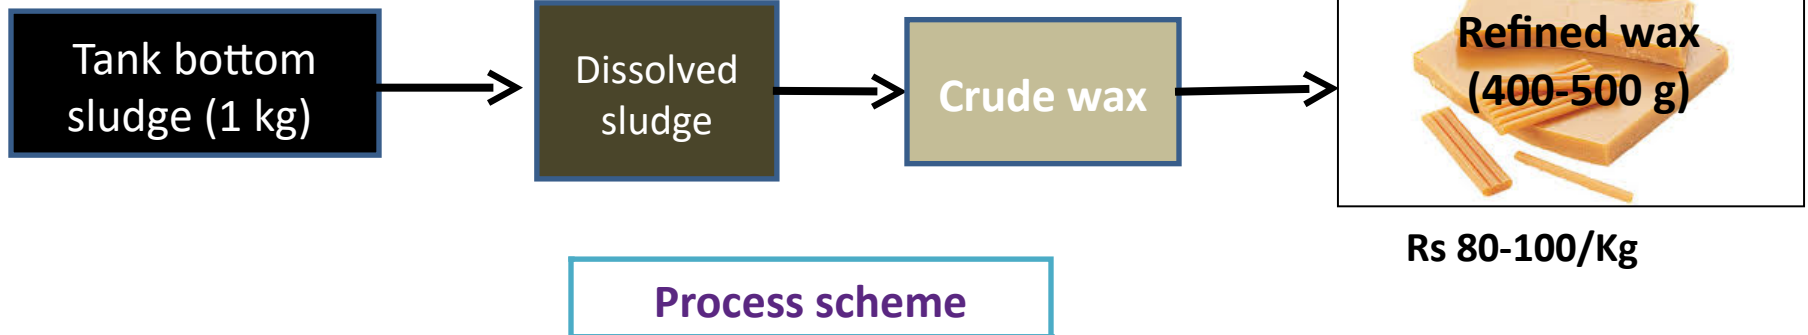 Tank bottom
sludge (1 kg)
Dissolved
sludge
Crude wax
Refined wax
(400-500 g)
Rs 80-100/Kg
Process scheme